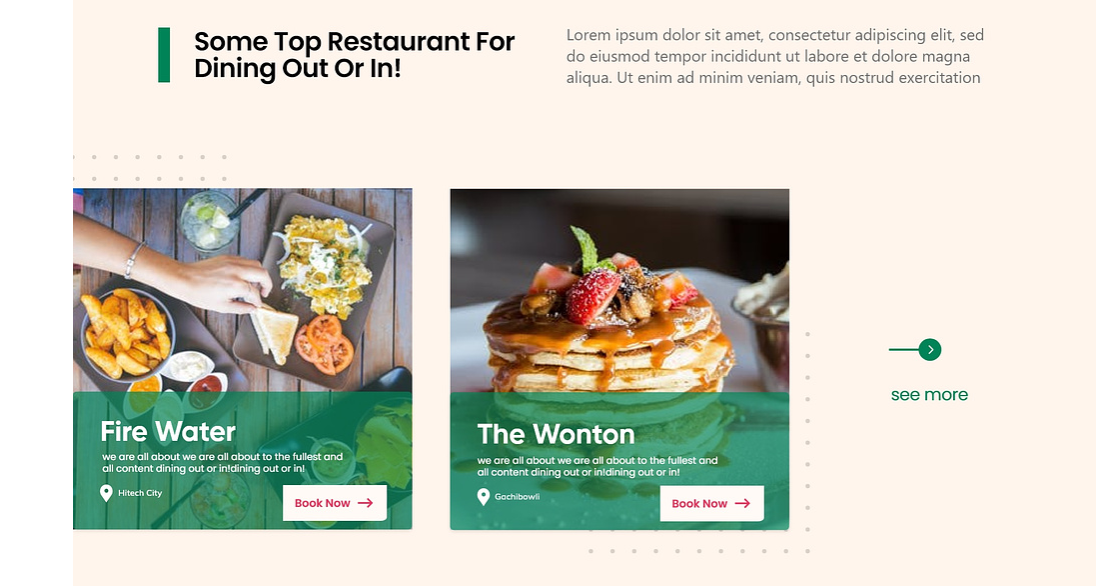 Some Top Restaurant For
Dining Out Or In!
Lorem ipsum dolor sit amet, consectetur adipiscing elit, sed
do eiusmod tempor incididunt ut labore et dolore magna
aliqua. Ut enim ad minim veniam, quis nostrud exercitation
Fire Water
we are all about we are all about to the fullest and
all content dining out or in!dining out or in!
Hitech City
Book Now
The Wonton
we are all about we are all about to the fullest and
all content dining out or in!dining out or in!
Gachibowli
Book Now
see more